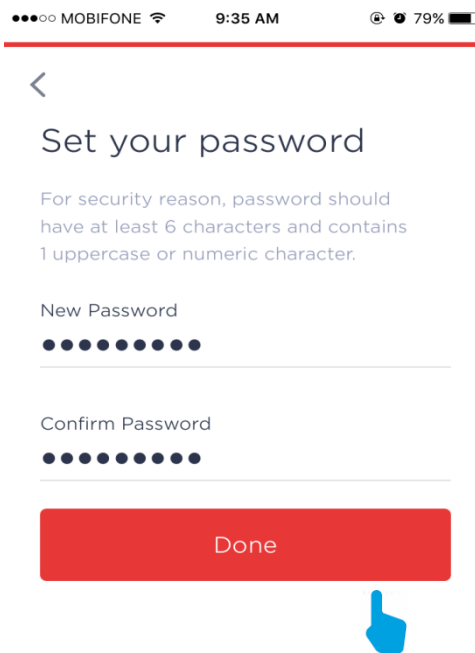 MOBIFONE 9:35 AM 79%
Set your password
For security reason, password should
have at least 6 characters and contains
1 uppercase or numeric character.
New Password
●●●●●●●●●
Confirm Password
●●●●●●●●●
Done